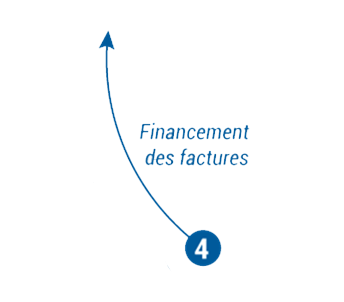 Financement
des factures
4